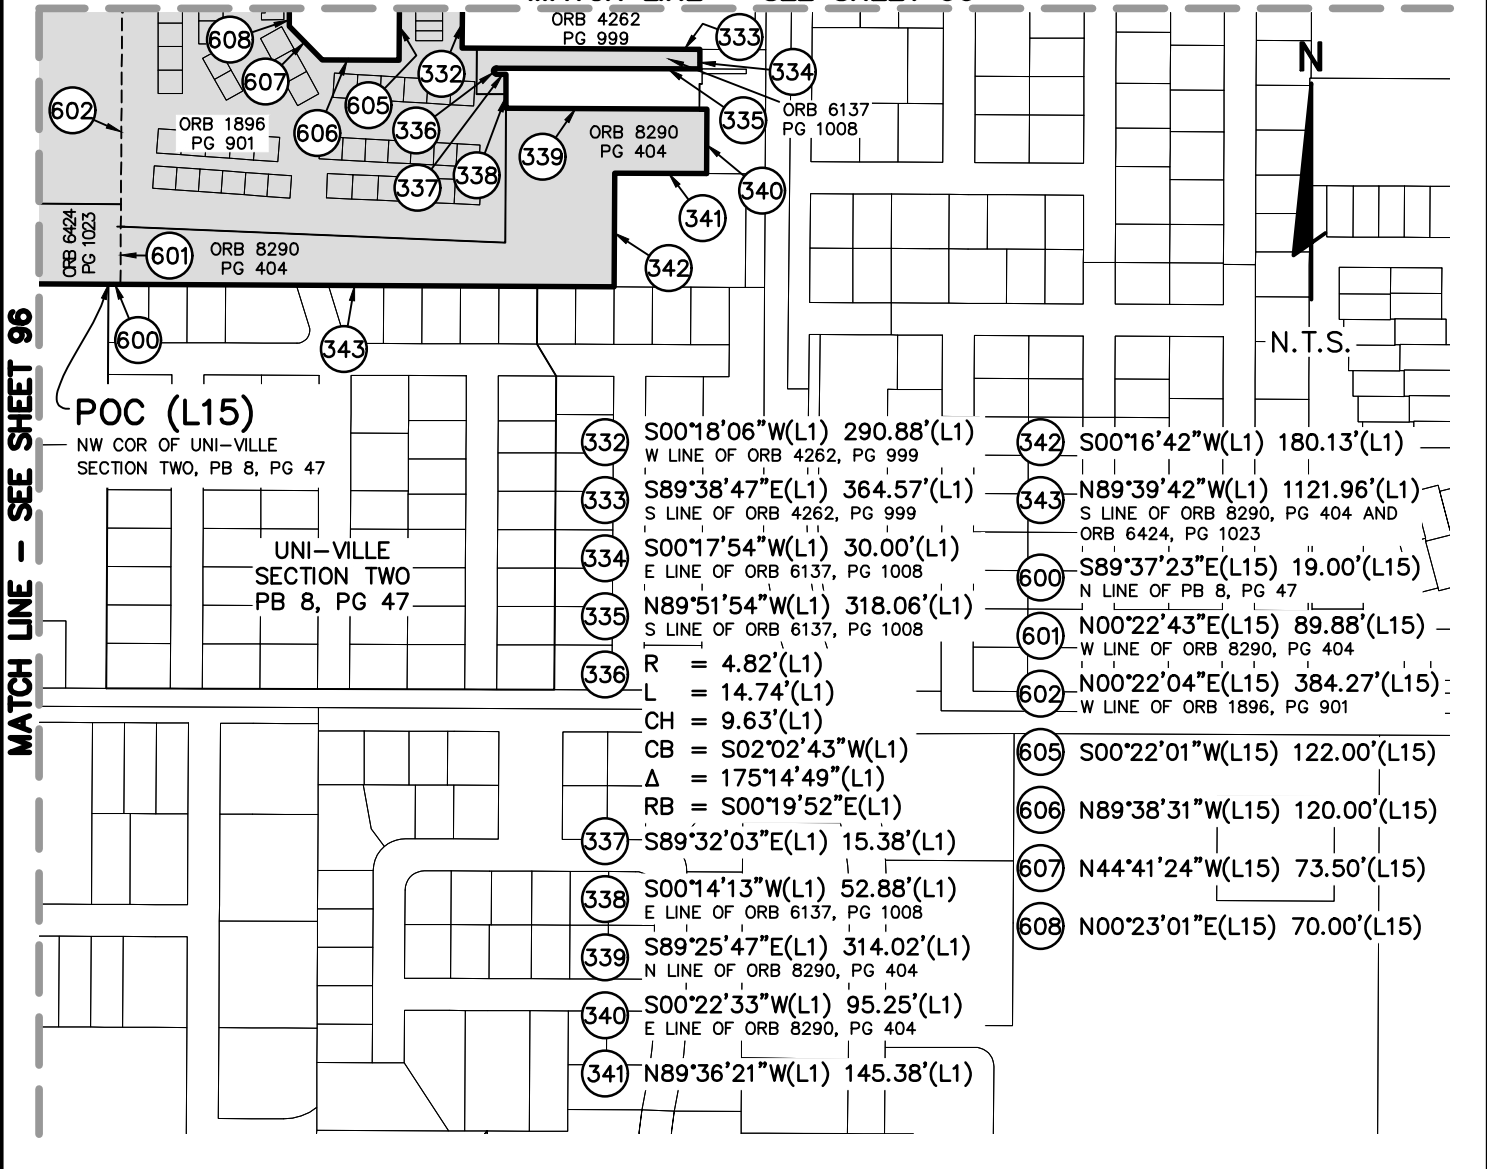 ORB 4262
PG 999
608
333
607
332
334
602
605
ORB 6137
PG 1008
335
ORB 1896
PG 901
606
336
339
ORB 8290
PG 404
337
338
340
341
ORB 6424
PG 1023
601
ORB 8290
PG 404
342
N
N.T.S.
600
343
MATCH LINE - SEE SHEET 96
POC (L15)
NW COR OF UNI-VILLE
SECTION TWO, PB 8, PG 47
UNI-VILLE
SECTION TWO
PB 8, PG 47
332 S00°18'06"W(L1) 290.88'(L1)
W LINE OF ORB 4262, PG 999
333 S89°38'47"E(L1) 364.57'(L1)
S LINE OF ORB 4262, PG 999
334 S00°17'54"W(L1) 30.00'(L1)
E LINE OF ORB 6137, PG 1008
335 N89°51'54"W(L1) 318.06'(L1)
S LINE OF ORB 6137, PG 1008
336 R = 4.82'(L1)
L = 14.74'(L1)
CH = 9.63'(L1)
CB = S02°02'43"W(L1)
Δ = 175°14'49"(L1)
RB = S00°19'52"E(L1)
337 S89°32'03"E(L1) 15.38'(L1)
338 S00°14'13"W(L1) 52.88'(L1)
E LINE OF ORB 6137, PG 1008
339 S89°25'47"E(L1) 314.02'(L1)
N LINE OF ORB 8290, PG 404
340 S00°22'33"W(L1) 95.25'(L1)
E LINE OF ORB 8290, PG 404
341 N89°36'21"W(L1) 145.38'(L1)
342 S00°16'42"W(L1) 180.13'(L1)
343 N89°39'42"W(L1) 1121.96'(L1)
S LINE OF ORB 8290, PG 404 AND
ORB 6424, PG 1023
600 S89°37'23"E(L15) 19.00'(L15)
N LINE OF PB 8, PG 47
601 N00°22'43"E(L15) 89.88'(L15)
W LINE OF ORB 8290, PG 404
602 N00°22'04"E(L15) 384.27'(L15)
W LINE OF ORB 1896, PG 901
605 S00°22'01"W(L15) 122.00'(L15)
606 N89°38'31"W(L15) 120.00'(L15)
607 N44°41'24"W(L15) 73.50'(L15)
608 N00°23'01"E(L15) 70.00'(L15)